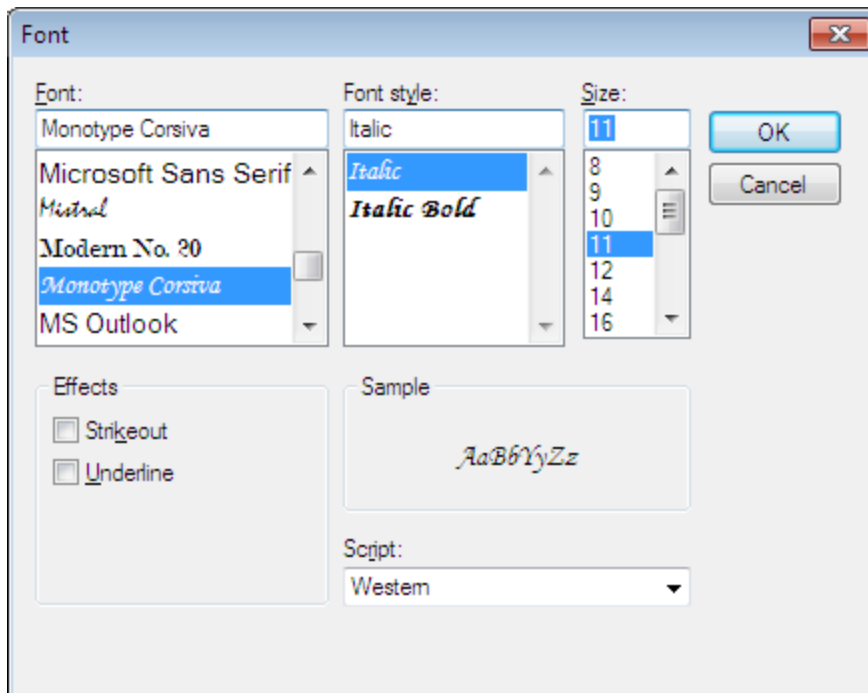 Font
Font:
Monotype Corsiva
Microsoft Sans Serif
Mistral
Modern No. 20
Monotype Corsiva
MS Outlook
Font style:
Italic
Italic
Italic Bold
Size:
11
8
9
10
11
12
14
16
OK
Cancel
Effects
Strikeout
Underline
Sample
AaBbYyZz
Script:
Western